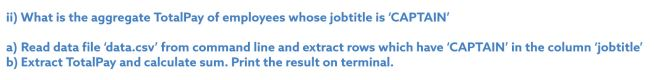 ii) What is the aggregate TotalPay of employees whose jobtitle is ‘CAPTAIN’
a) Read data file ‘data.csv’ from command line and extract rows which have ‘CAPTAIN’ in the column ‘jobtitle’
b) Extract TotalPay and calculate sum. Print the result on terminal.